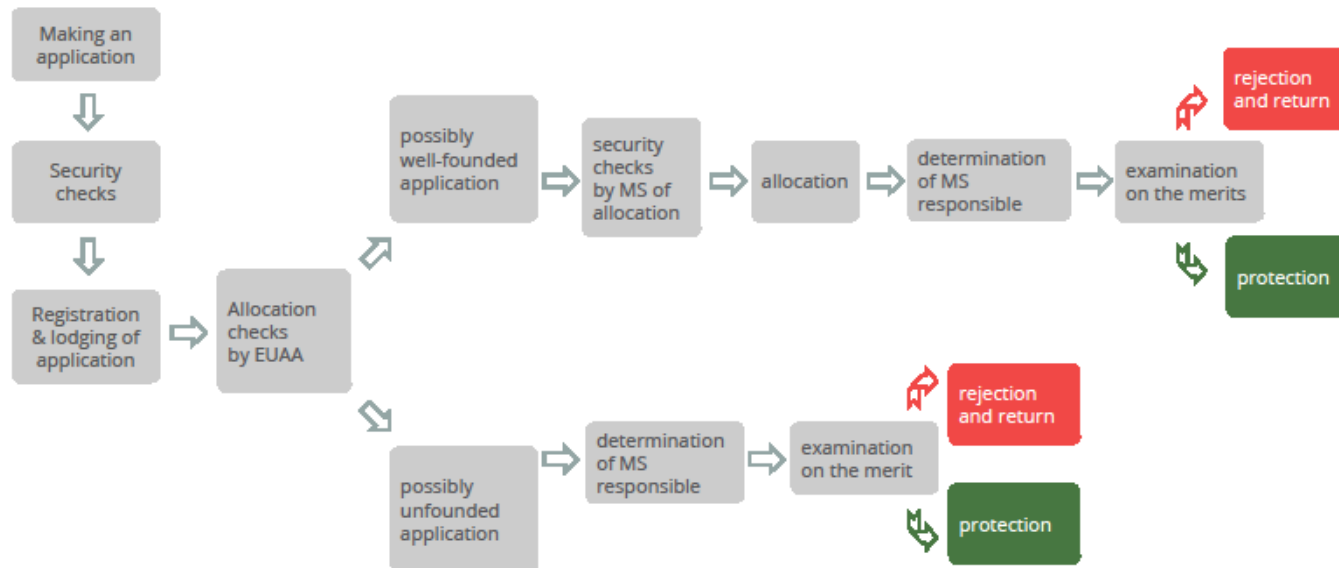 Making an
application
Security
checks
Registration
& lodging of
application
Allocation
checks
by EUAA
possibly
well-founded
application
security
checks
by MS of
allocation
allocation
determination
of MS
responsible
examination
on the merits
rejection
and return
protection
possibly
unfounded
application
determination
of MS
responsible
examination
on the merit
rejection
and return
protection